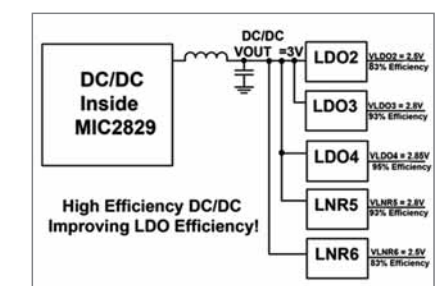 DC/DC
VOUT =3V
DC/DC
Inside
MIC2829
LDO2
VLDO2 = 2.5V
83% Efficiency
LDO3
VLDO3 = 2.8V
93% Efficiency
LDO4
VLDO4 = 2.85V
95% Efficiency
LNR5
VLNR5 = 2.8V
93% Efficiency
LNR6
VLNR6 = 2.5V
83% Efficiency
High Efficiency DC/DC
Improving LDO Efficiency!